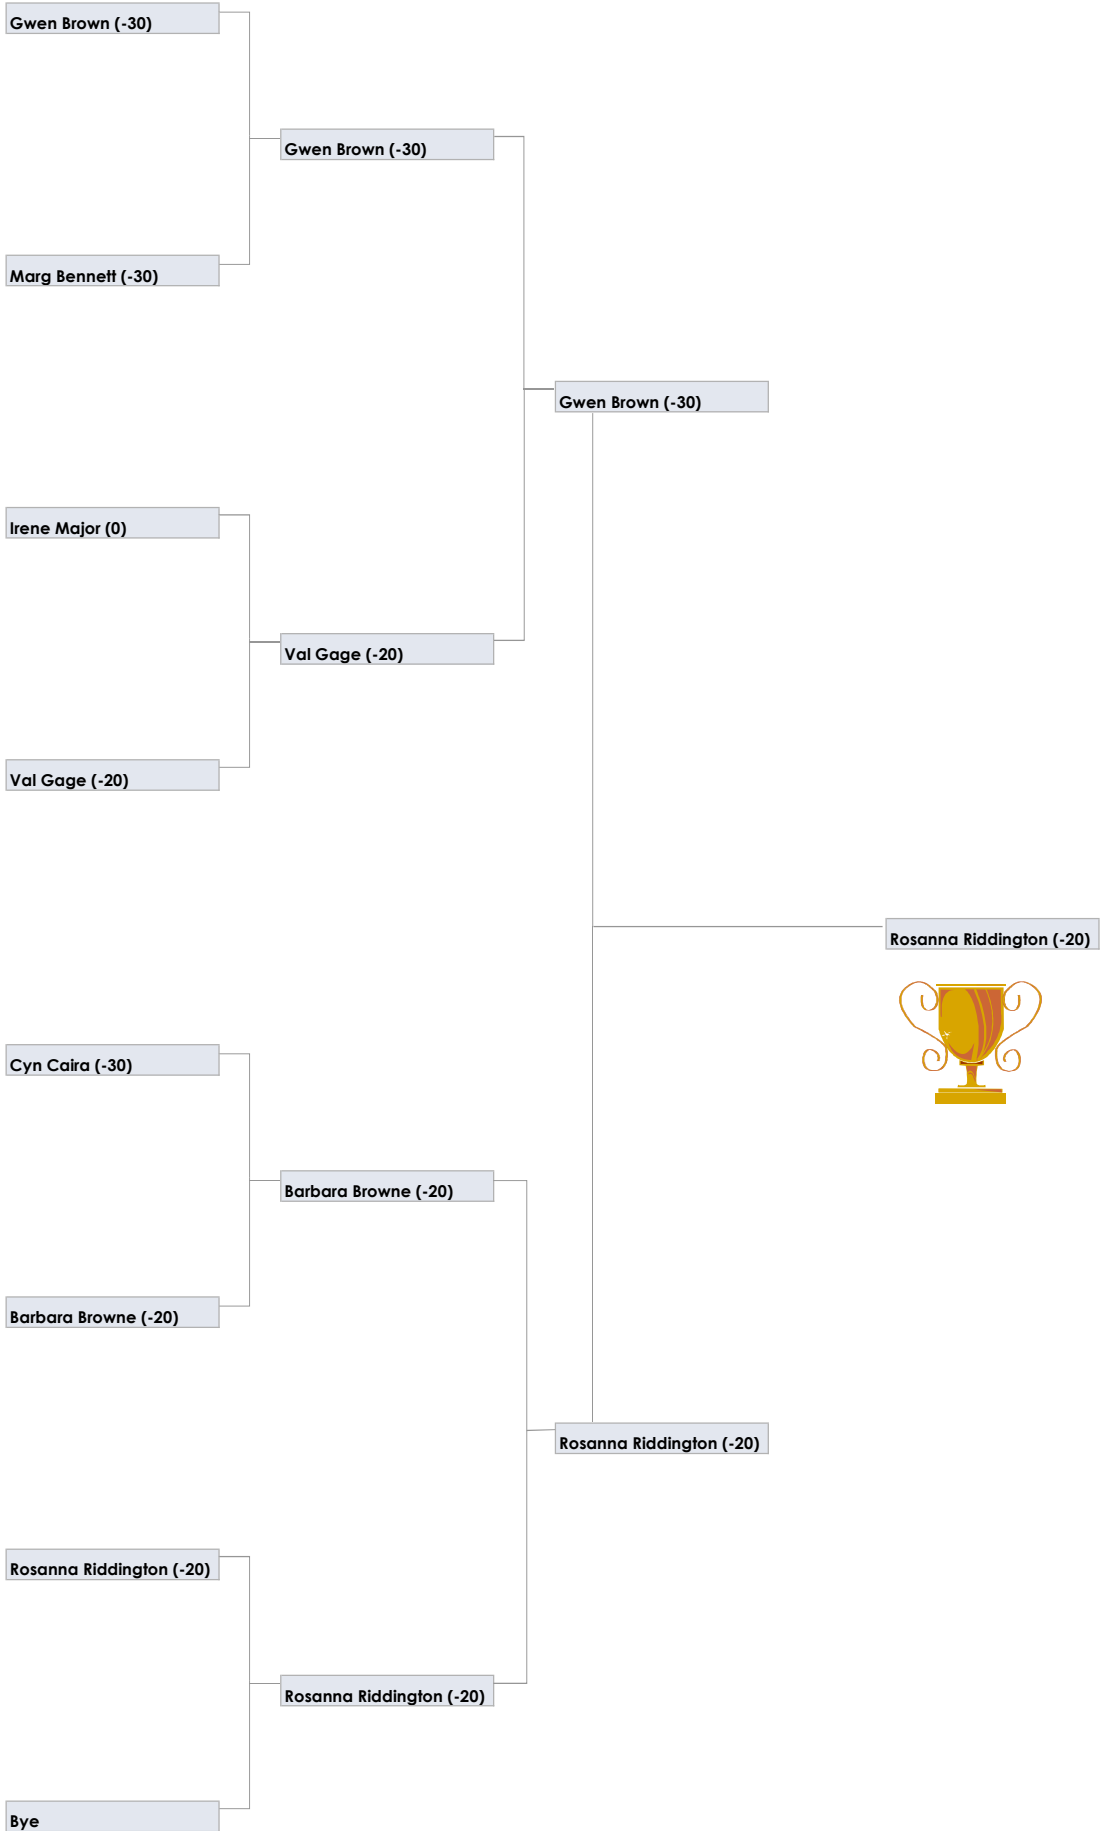 Gwen Brown (-30)
Gwen Brown (-30)
Marg Bennett (-30)
Gwen Brown (-30)
Irene Major (0)
Val Gage (-20)
Val Gage (-20)
Rosanna Riddington (-20)
Cyn Caira (-30)
Barbara Browne (-20)
Barbara Browne (-20)
Rosanna Riddington (-20)
Rosanna Riddington (-20)
Rosanna Riddington (-20)
Bye